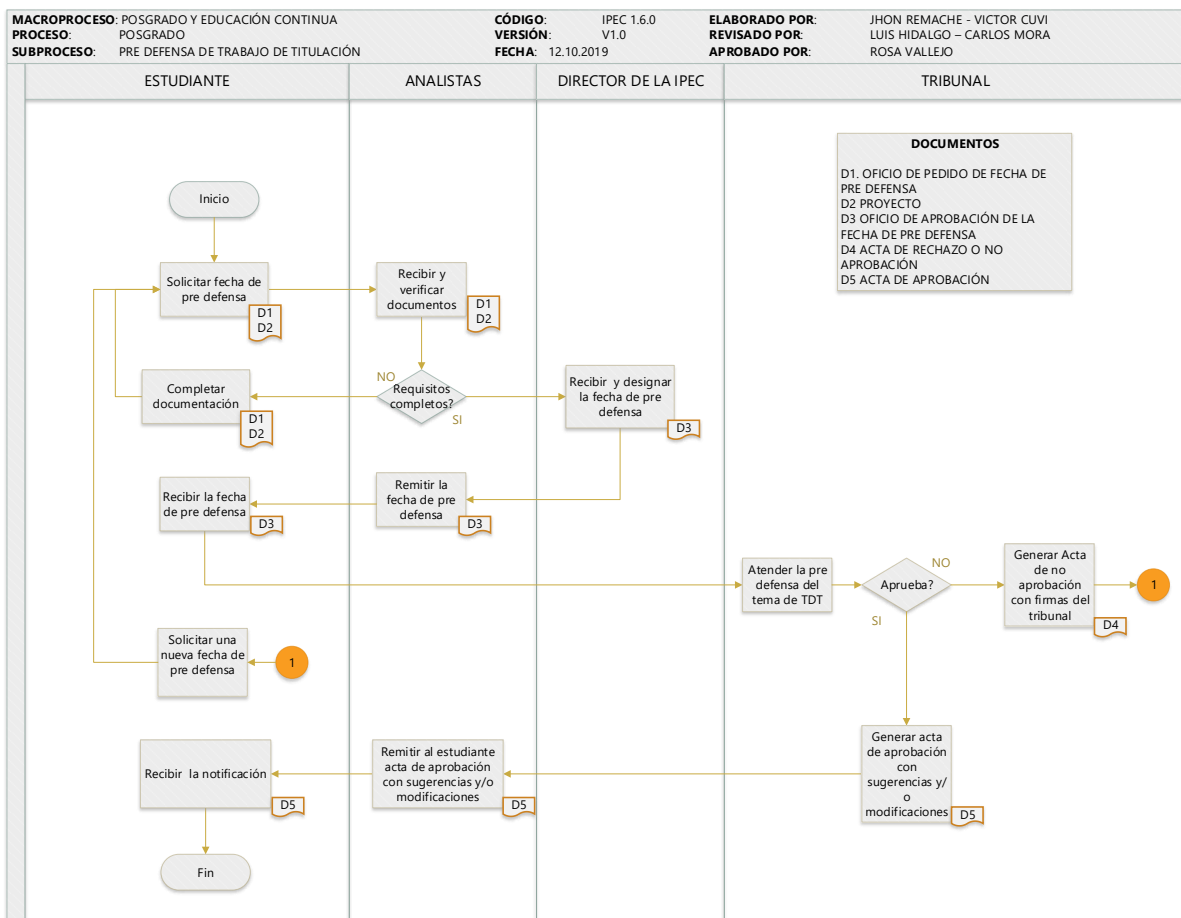 MACROPROCESO: POSGRADO Y EDUCACIÓN CONTINUA
PROCESO: POSGRADO
SUBPROCESO: PRE DEFENSA DE TRABAJO DE TITULACIÓN
CÓDIGO: IPEC 1.6.0
VERSIÓN: V1.0
FECHA: 12.10.2019
ELABORADO POR: JHON REMACHE - VICTOR CUVI
REVISADO POR: LUIS HIDALGO – CARLOS MORA
APROBADO POR: ROSA VALLEJO
ESTUDIANTE
ANALISTAS
DIRECTOR DE LA IPEC
TRIBUNAL
DOCUMENTOS
D1. OFICIO DE PEDIDO DE FECHA DE
PRE DEFENSA
D2 PROYECTO
D3 OFICIO DE APROBACIÓN DE LA
FECHA DE PRE DEFENSA
D4 ACTA DE RECHAZO O NO
APROBACIÓN
D5 ACTA DE APROBACIÓN
Inicio
Solicitar fecha de
pre defensa
D1
D2
Recibir y
verificar
documentos
D1
D2
Completar
documentación
D1
D2
NO
Requisitos
completos?
SI
Recibir y designar
la fecha de pre
defensa
D3
Recibir la fecha
de pre defensa
D3
Remitir la
fecha de pre
defensa
D3
Atender la pre
defensa del
tema de TDT
Aprueba?
NO
SI
Generar Acta
de no
aprobación
con firmas del
tribunal
D4
1
Solicitar una
nueva fecha de
pre defensa
1
Recibir la notificación
D5
Remitir al estudiante
acta de aprobación
con sugerencias y/o
modificaciones
D5
Generar acta
de aprobación
con
sugerencias y/
o
modificaciones
D5
Fin